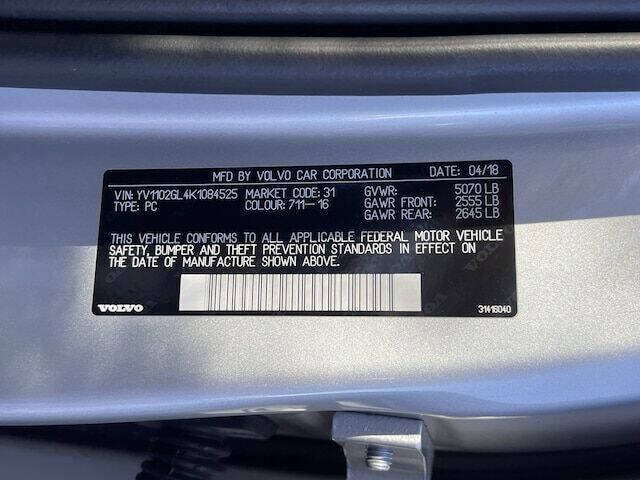 MFD BY VOLVO CAR CORPORATION DATE: 04/18
VIN: YV1102GL4K1084525 MARKET CODE: 31 GVWR: 5070 LB
TYPE: PC COLOUR: 711-16 GAWR FRONT: 2555 LB
GAWR REAR: 2645 LB
THIS VEHICLE CONFORMS TO ALL APPLICABLE FEDERAL MOTOR VEHICLE
SAFETY, BUMPER AND THEFT PREVENTION STANDARDS IN EFFECT ON
THE DATE OF MANUFACTURE SHOWN ABOVE.
VOLVO 31416040